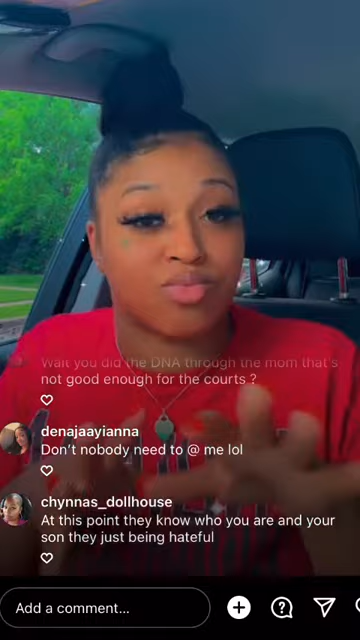 Wait you did the DNA through the mom that's
not good enough for the courts ?
denajaayianna
Don't nobody need to @ me lol
chynnas_dollhouse
At this point they know who you are and your
son they just being hateful
Add a comment...